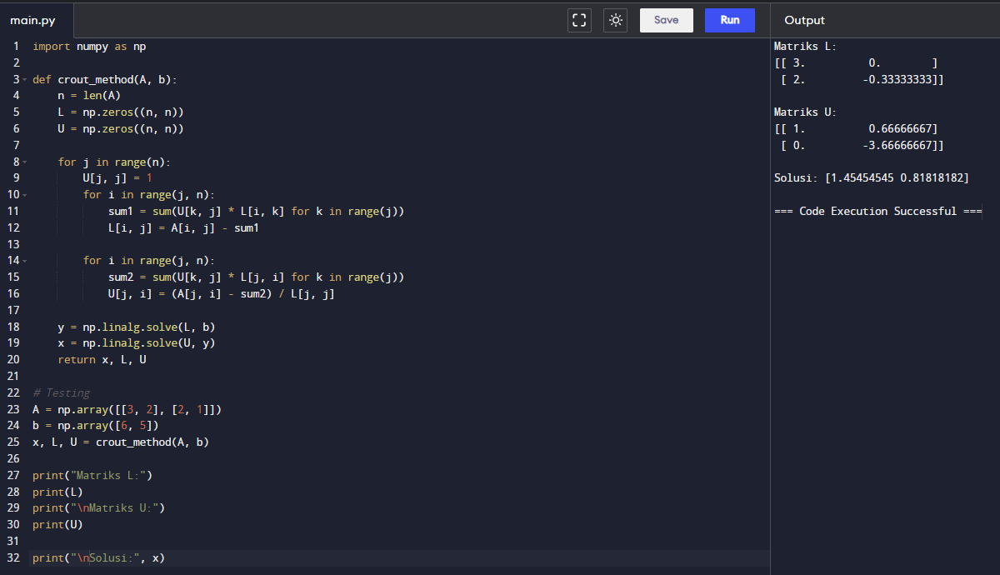 main.py
Save
Run
Output
1 import numpy as np
2
3 def crout_method(A, b):
4     n = len(A)
5     L = np.zeros((n, n))
6     U = np.zeros((n, n))
7
8     for j in range(n):
9         U[j, j] = 1
10         for i in range(j, n):
11             sum1 = sum(U[k, j] * L[i, k] for k in range(j))
12             L[i, j] = A[i, j] - sum1
13
14         for i in range(j, n):
15             sum2 = sum(U[k, j] * L[j, i] for k in range(j))
16             U[j, i] = (A[j, i] - sum2) / L[j, j]
17
18     y = np.linalg.solve(L, b)
19     x = np.linalg.solve(U, y)
20     return x, L, U
21
22 # Testing
23 A = np.array([[3, 2], [2, 1]])
24 b = np.array([6, 5])
25 x, L, U = crout_method(A, b)
26
27 print("Matriks L:")
28 print(L)
29 print("\nMatriks U:")
30 print(U)
31
32 print("\nSolusi:", x)
Matriks L:
[[ 3.          0.        ]
 [ 2.         -0.33333333]]
Matriks U:
[[ 1.          0.66666667]
 [ 0.         -3.66666667]]
Solusi: [1.45454545 0.81818182]
=== Code Execution Successful ===